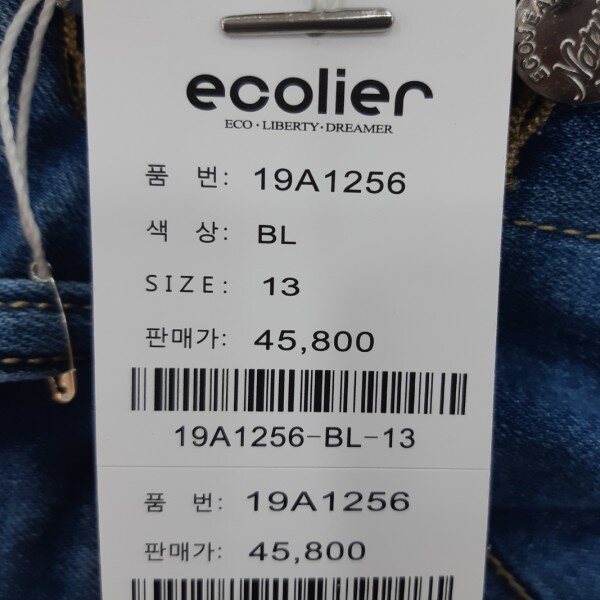 ecolier
ECO·LIBERTY·DREAMER
품 번: 19A1256
색 상: BL
SIZE: 13
판매가: 45,800
19A1256-BL-13
품 번: 19A1256
판매가: 45,800